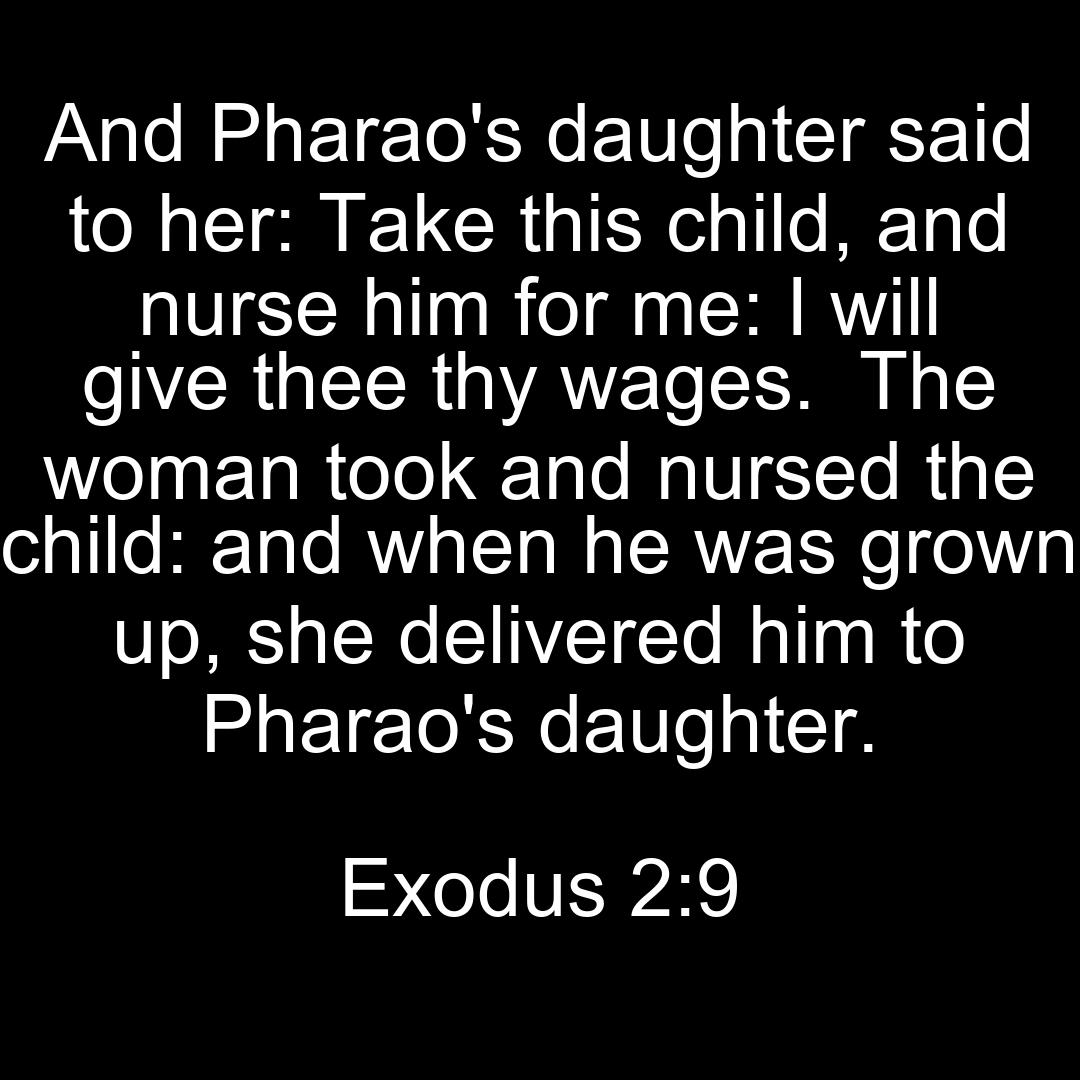 And Pharao's daughter said
to her: Take this child, and
nurse him for me: I will
give thee thy wages.  The
woman took and nursed the
child: and when he was grown
up, she delivered him to
Pharao's daughter.
Exodus 2:9